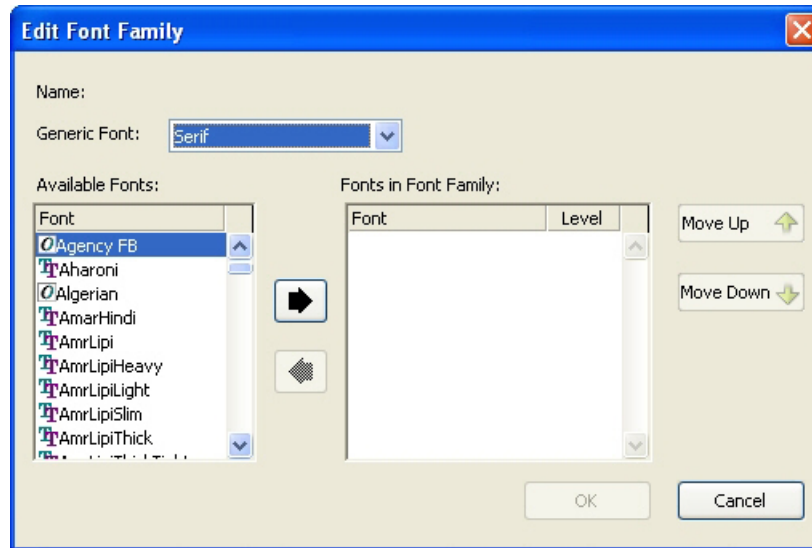 Edit Font Family
Name:
Generic Font: Serif
Available Fonts:
Fonts in Font Family:
Font
Font Level
Agency FB
Aharoni
Algerian
AmarHindi
AmrLipi
AmrLipiHeavy
AmrLipiLight
AmrLipiSlim
AmrLipiThick
Move Up
Move Down
OK
Cancel